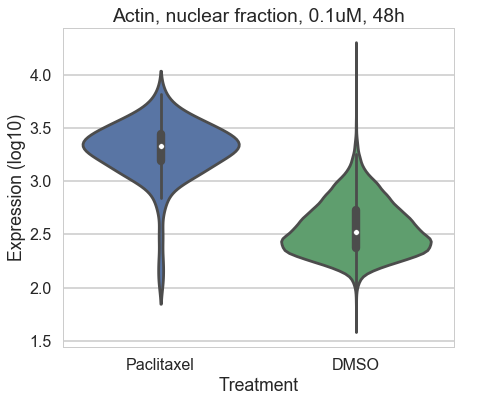 Actin, nuclear fraction, 0.1uM, 48h
Expression (log10)
4.0
3.5
3.0
2.5
2.0
1.5
Paclitaxel DMSO
Treatment